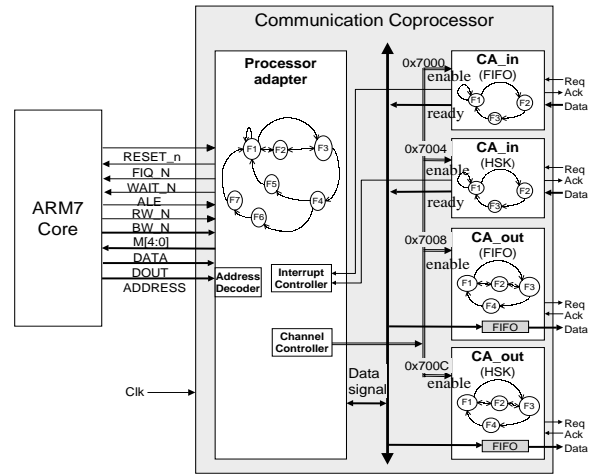 Communication Coprocessor
Processor
adapter
F1
F2
F3
F5
F4
F7
F6
ARM7
Core
RESET_n
FIQ_N
WAIT_N
ALE
RW_N
BW_N
M[4:0]
DATA
DOUT
ADDRESS
Clk
Address
Decoder
Interrupt
Controller
Channel
Controller
Data
signal
0x7000
enable
ready
CA_in
(FIFO)
F1
F2
F3
Req
Ack
Data
0x7004
enable
ready
CA_in
(HSK)
F1
F2
F3
Req
Ack
Data
0x7008
enable
CA_out
(FIFO)
F1
F2
F3
F4
FIFO
Req
Ack
Data
0x700C
enable
CA_out
(HSK)
F1
F2
F3
F4
FIFO
Req
Ack
Data